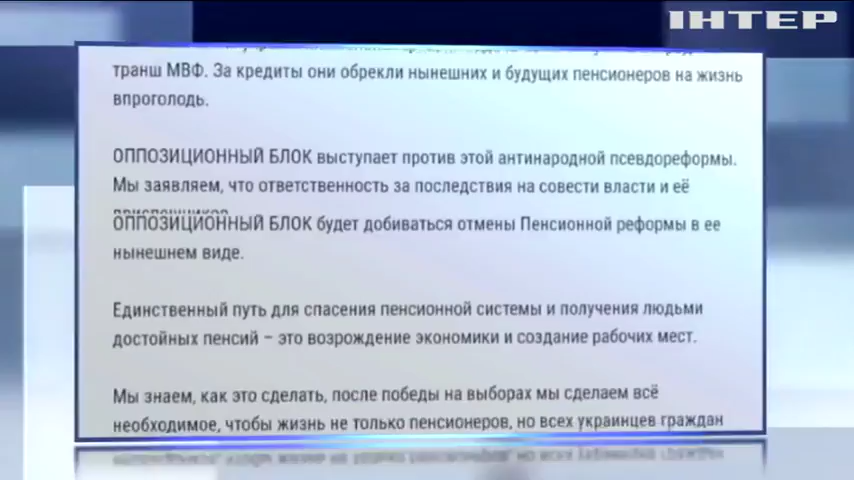 ІНТЕР
транш МВФ. За кредиты они обрекли нынешних и будущих пенсионеров на жизнь
впроголодь.
ОППОЗИЦИОННЫЙ БЛОК выступает против этой антинародной псевдореформы.
Мы заявляем, что ответственность за последствия на совести власти и её
ОППОЗИЦИОННЫЙ БЛОК будет добиваться отмены Пенсионной реформы в ее
нынешнем виде.
Единственный путь для спасения пенсионной системы и получения людьми
достойных пенсий – это возрождение экономики и создание рабочих мест.
Мы знаем, как это сделать, после победы на выборах мы сделаем всё
необходимое, чтобы жизнь не только пенсионеров, но всех украинцев граждан